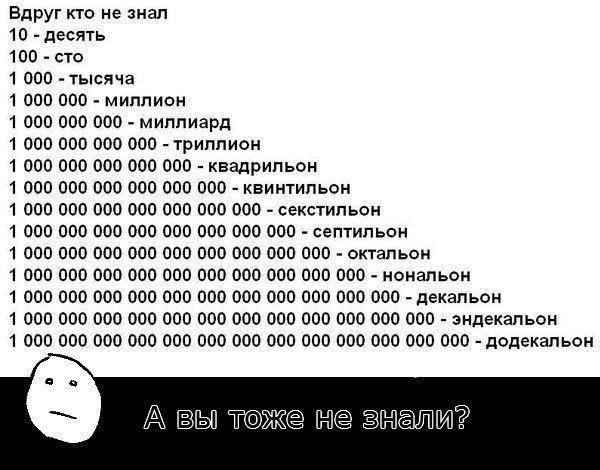 Вдруг кто не знал
10 - десять
100 - сто
1 000 - тысяча
1 000 000 - миллион
1 000 000 000 - миллиард
1 000 000 000 000 - триллион
1 000 000 000 000 000 - квадрильон
1 000 000 000 000 000 000 - квинтильон
1 000 000 000 000 000 000 000 - секстильон
1 000 000 000 000 000 000 000 000 - септильон
1 000 000 000 000 000 000 000 000 000 - октальон
1 000 000 000 000 000 000 000 000 000 000 - нональон
1 000 000 000 000 000 000 000 000 000 000 000 - декальон
1 000 000 000 000 000 000 000 000 000 000 000 000 - эндекальон
1 000 000 000 000 000 000 000 000 000 000 000 000 000 - додекальон
А вы тоже не знали?